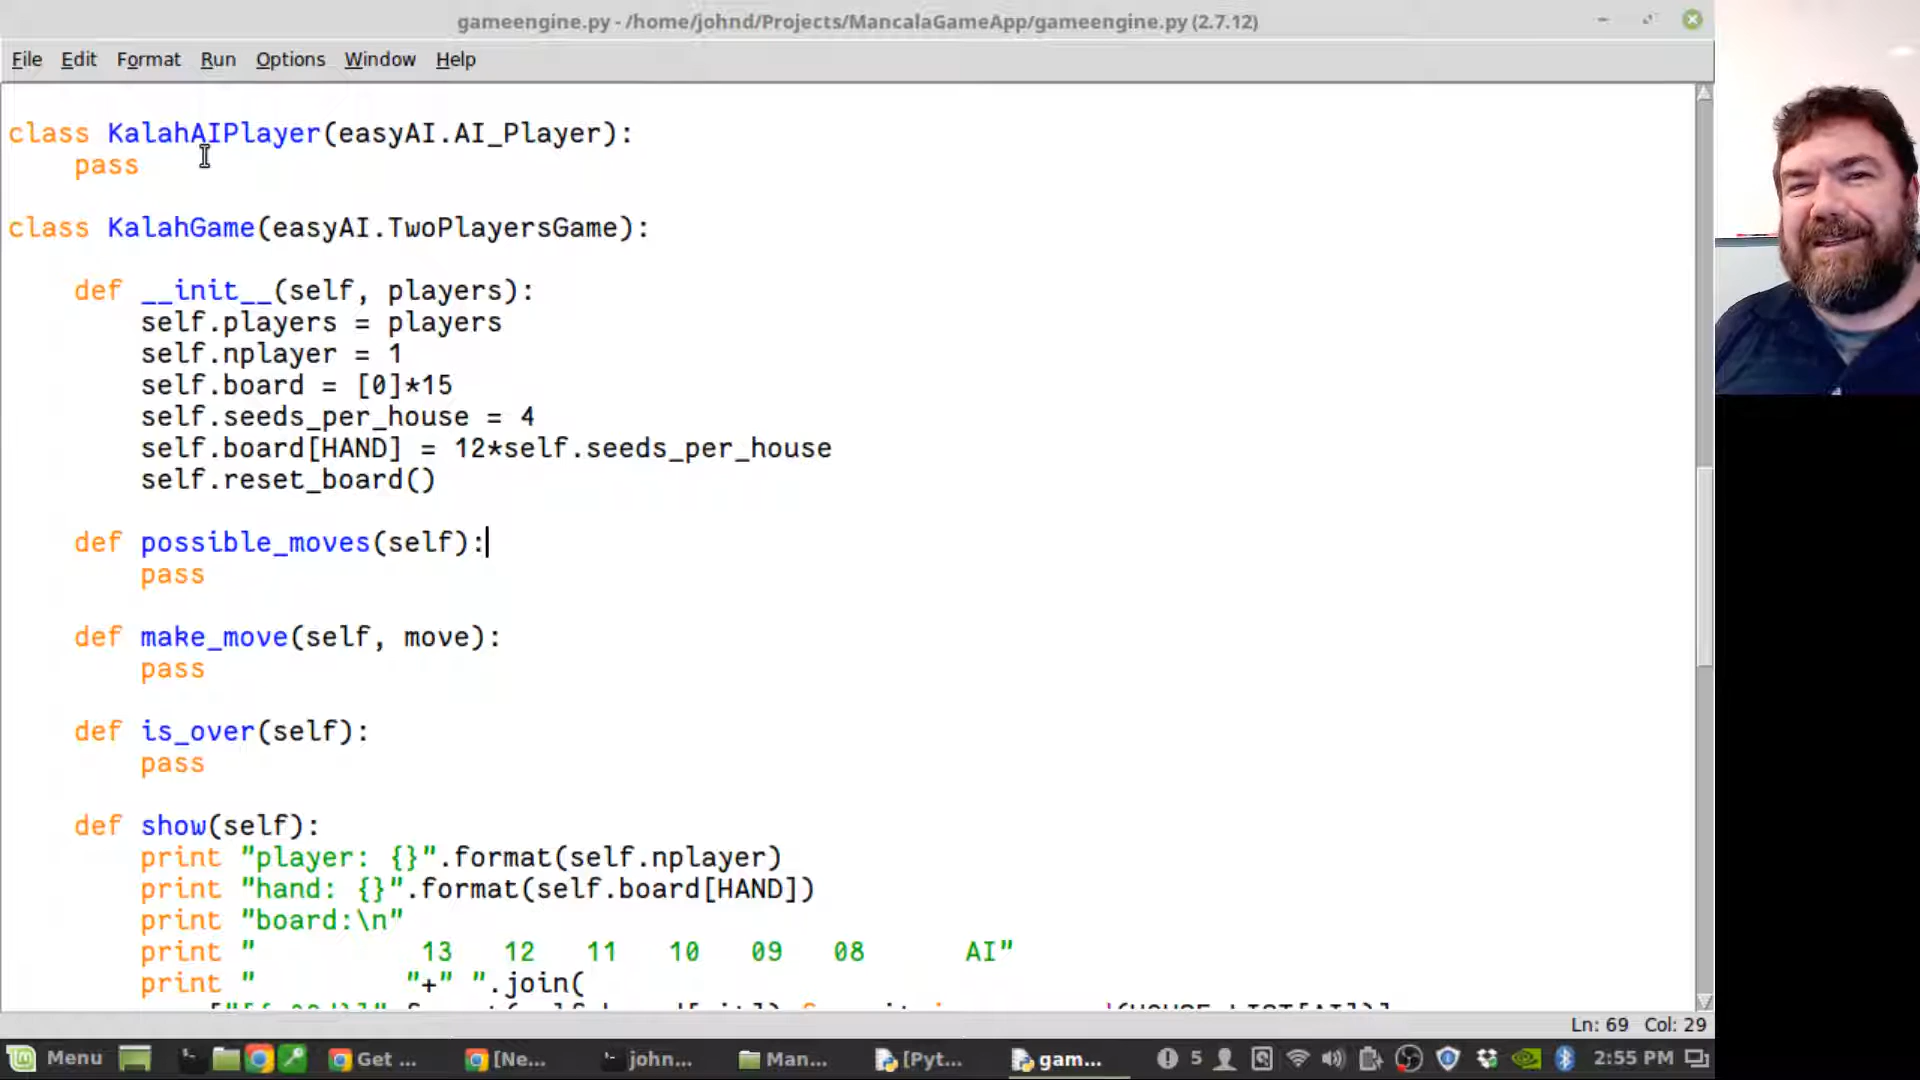 gameengine.py - /home/johnd/Projects/MancalaGameApp/gameengine.py (2.7.12)
File Edit Format Run Options Window Help
class KalahAIPlayer(easyAI.AI_Player):
    pass
class KalahGame(easyAI.TwoPlayersGame):
    def __init__(self, players):
        self.players = players
        self.nplayer = 1
        self.board = [0]*15
        self.seeds_per_house = 4
        self.board[HAND] = 12*self.seeds_per_house
        self.reset_board()
    def possible_moves(self):
        pass
    def make_move(self, move):
        pass
    def is_over(self):
        pass
    def show(self):
        print "player: {}".format(self.nplayer)
        print "hand: {}".format(self.board[HAND])
        print "board:\n"
        print "          13   12   11   10   09   08       AI"
        print "         "+" ".join(
Ln: 69 Col: 29
Menu Get ... [Ne... john... Man... [Pyt... gam... 5 2:55 PM